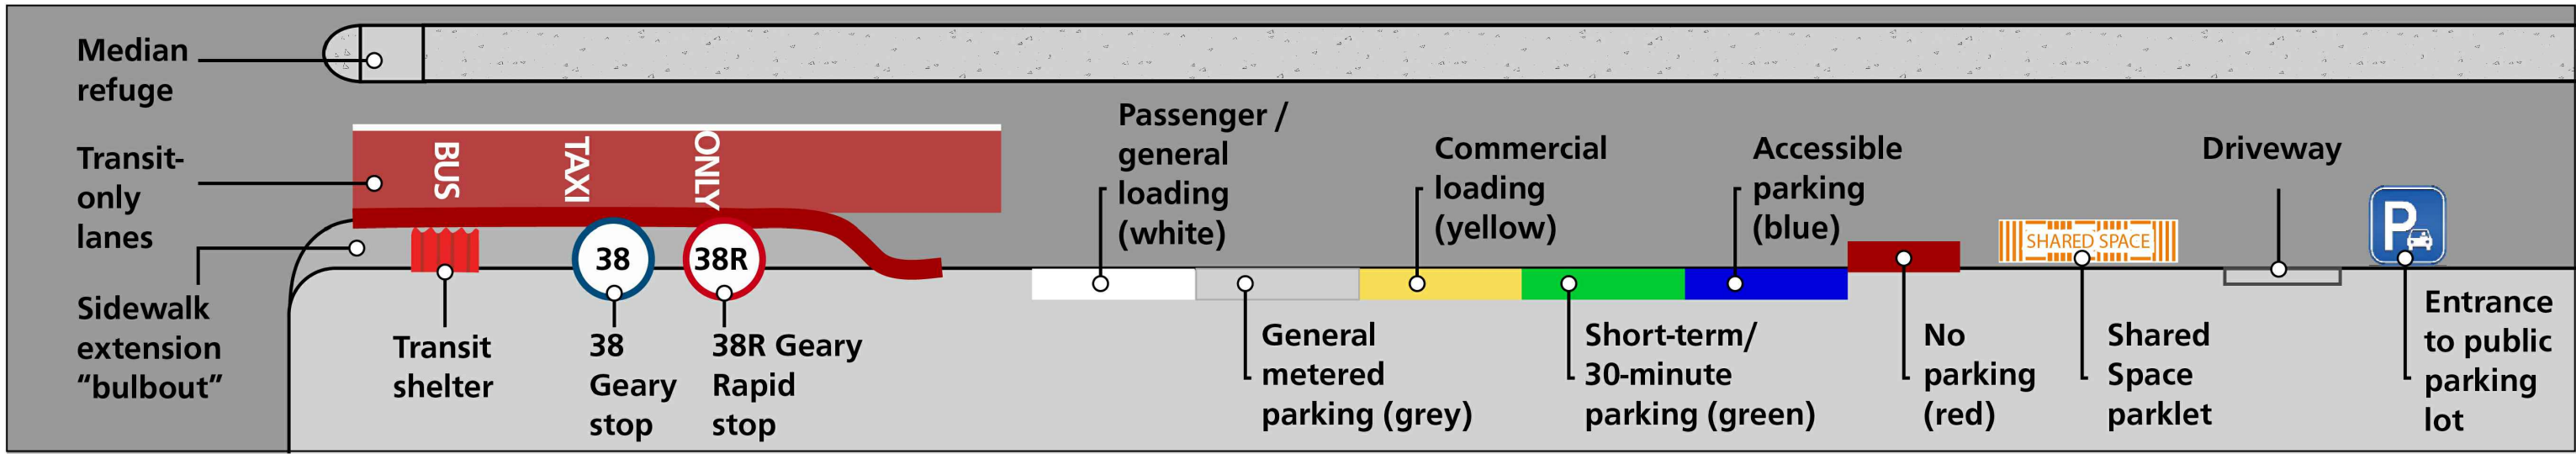 Median
refuge
Transit-
only
lanes
Sidewalk
extension
“bulbout”
BUS
TAXI
ONLY
38
38R
Transit
shelter
38
Geary
stop
38R Geary
Rapid
stop
Passenger /
general
loading
(white)
General
metered
parking (grey)
Commercial
loading
(yellow)
Short-term/
30-minute
parking (green)
Accessible
parking
(blue)
No
parking
(red)
SHARED SPACE
Shared
Space
parklet
Driveway
P
Entrance
to public
parking
lot